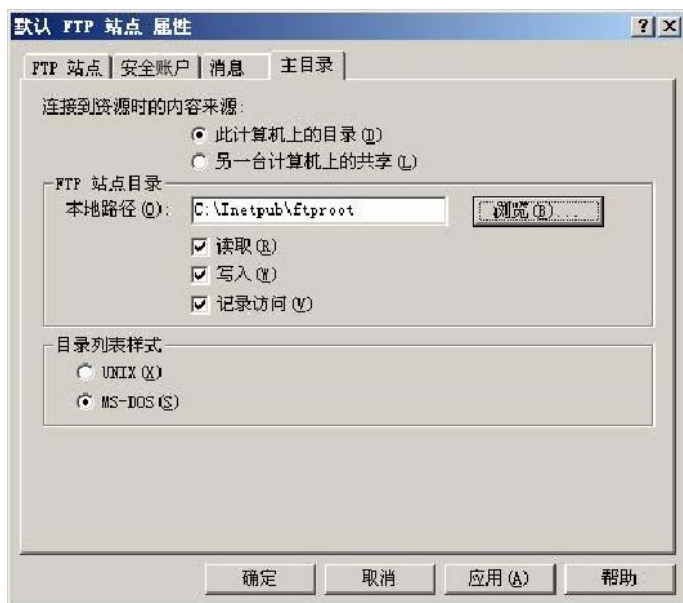 默认 FTP 站点 属性
FTP 站点 安全账户 消息 主目录
连接到资源时的内容来源:
此计算机上的目录(D)
另一台计算机上的共享(L)
FTP 站点目录
本地路径(O): C:\Inetpub\ftproot 浏览(B)...
读取(R)
写入(W)
记录访问(V)
目录列表样式
UNIX(X)
MS-DOS(S)
确定 取消 应用(A) 帮助